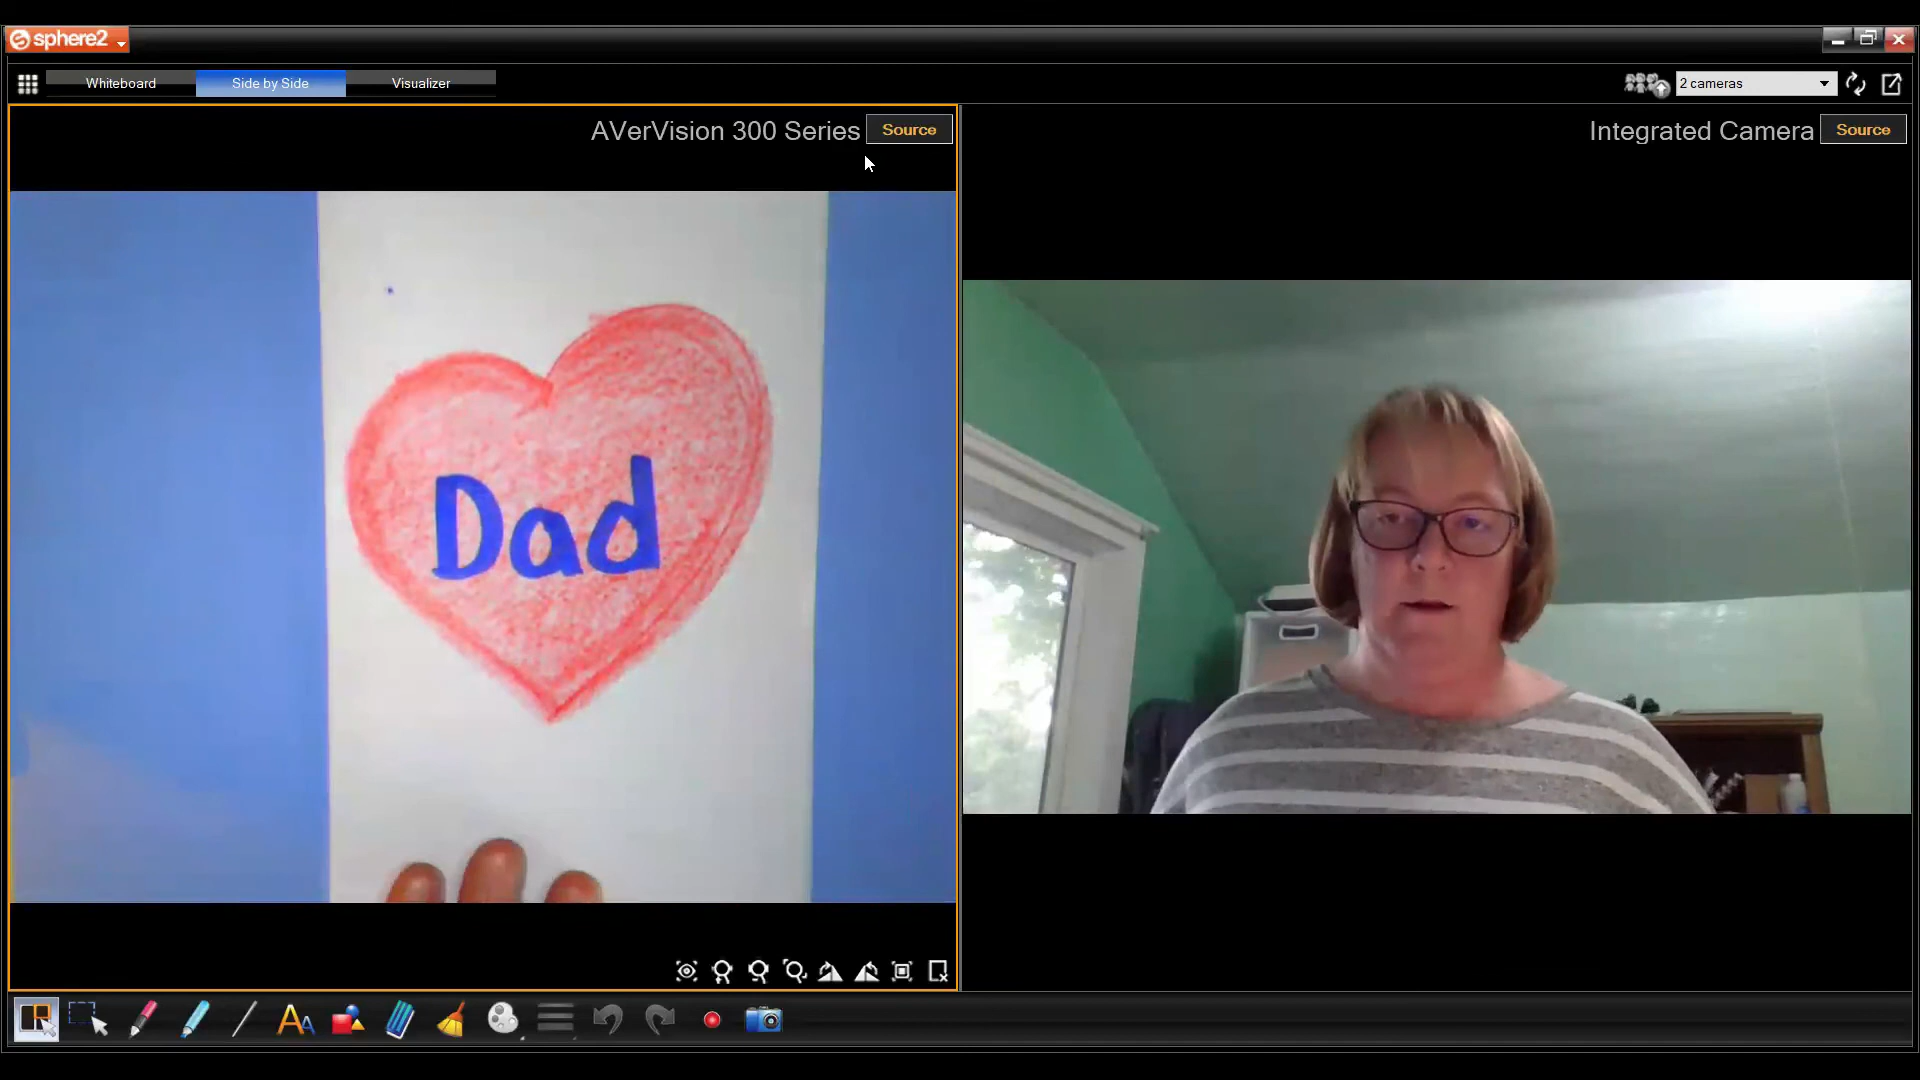 sphere2
Whiteboard
Side by Side
Visualizer
2 cameras
AVerVision 300 Series
Source
Integrated Camera
Source
Dad